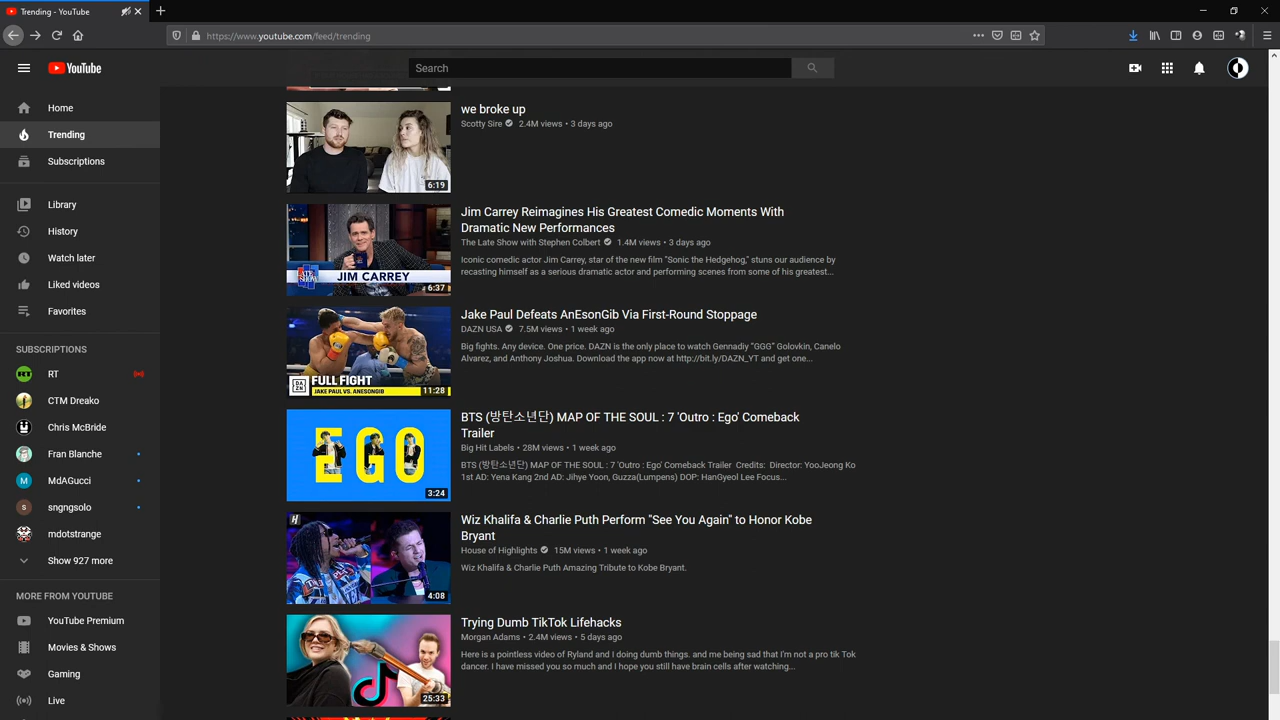 Trending - YouTube
https://www.youtube.com/feed/trending
YouTube
Search
Home
Trending
Subscriptions
Library
History
Watch later
Liked videos
Favorites
SUBSCRIPTIONS
RT
CTM Dreako
Chris McBride
Fran Blanche
M MdAGucci
s sngngsolo
mdotstrange
Show 927 more
MORE FROM YOUTUBE
YouTube Premium
Movies & Shows
Gaming
Live
6:19
we broke up
Scotty Sire 2.4M views • 3 days ago
JIM CARREY
6:37
Jim Carrey Reimagines His Greatest Comedic Moments With
Dramatic New Performances
The Late Show with Stephen Colbert 1.4M views • 3 days ago
Iconic comedic actor Jim Carrey, star of the new film "Sonic the Hedgehog," stuns our audience by
recasting himself as a serious dramatic actor and performing scenes from some of his greatest...
DAZN
FULL FIGHT
JAKE PAUL VS. ANESONGIB
11:28
Jake Paul Defeats AnEsonGib Via First-Round Stoppage
DAZN USA 7.5M views • 1 week ago
Big fights. Any device. One price. DAZN is the only place to watch Gennadiy "GGG" Golovkin, Canelo
Alvarez, and Anthony Joshua. Download the app now at http://bit.ly/DAZN_YT and get one...
EGO
3:24
BTS (방탄소년단) MAP OF THE SOUL : 7 'Outro : Ego' Comeback
Trailer
Big Hit Labels • 28M views • 1 week ago
BTS (방탄소년단) MAP OF THE SOUL : 7 'Outro : Ego' Comeback Trailer Credits: Director: YooJeong Ko
1st AD: Yena Kang 2nd AD: Jihye Yoon, Guzza(Lumpens) DOP: HanGyeol Lee Focus...
4:08
Wiz Khalifa & Charlie Puth Perform "See You Again" to Honor Kobe
Bryant
House of Highlights 15M views • 1 week ago
Wiz Khalifa & Charlie Puth Amazing Tribute to Kobe Bryant.
25:33
Trying Dumb TikTok Lifehacks
Morgan Adams • 2.4M views • 5 days ago
Here is a pointless video of Ryland and I doing dumb things. and me being sad that I'm not a pro tik Tok
dancer. I have missed you so much and I hope you still have brain cells after watching...